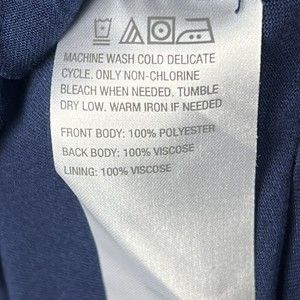 MACHINE WASH COLD DELICATE
CYCLE. ONLY NON-CHLORINE
BLEACH WHEN NEEDED. TUMBLE
DRY LOW. WARM IRON IF NEEDED
FRONT BODY: 100% POLYESTER
BACK BODY: 100% VISCOSE
LINING: 100% VISCOSE